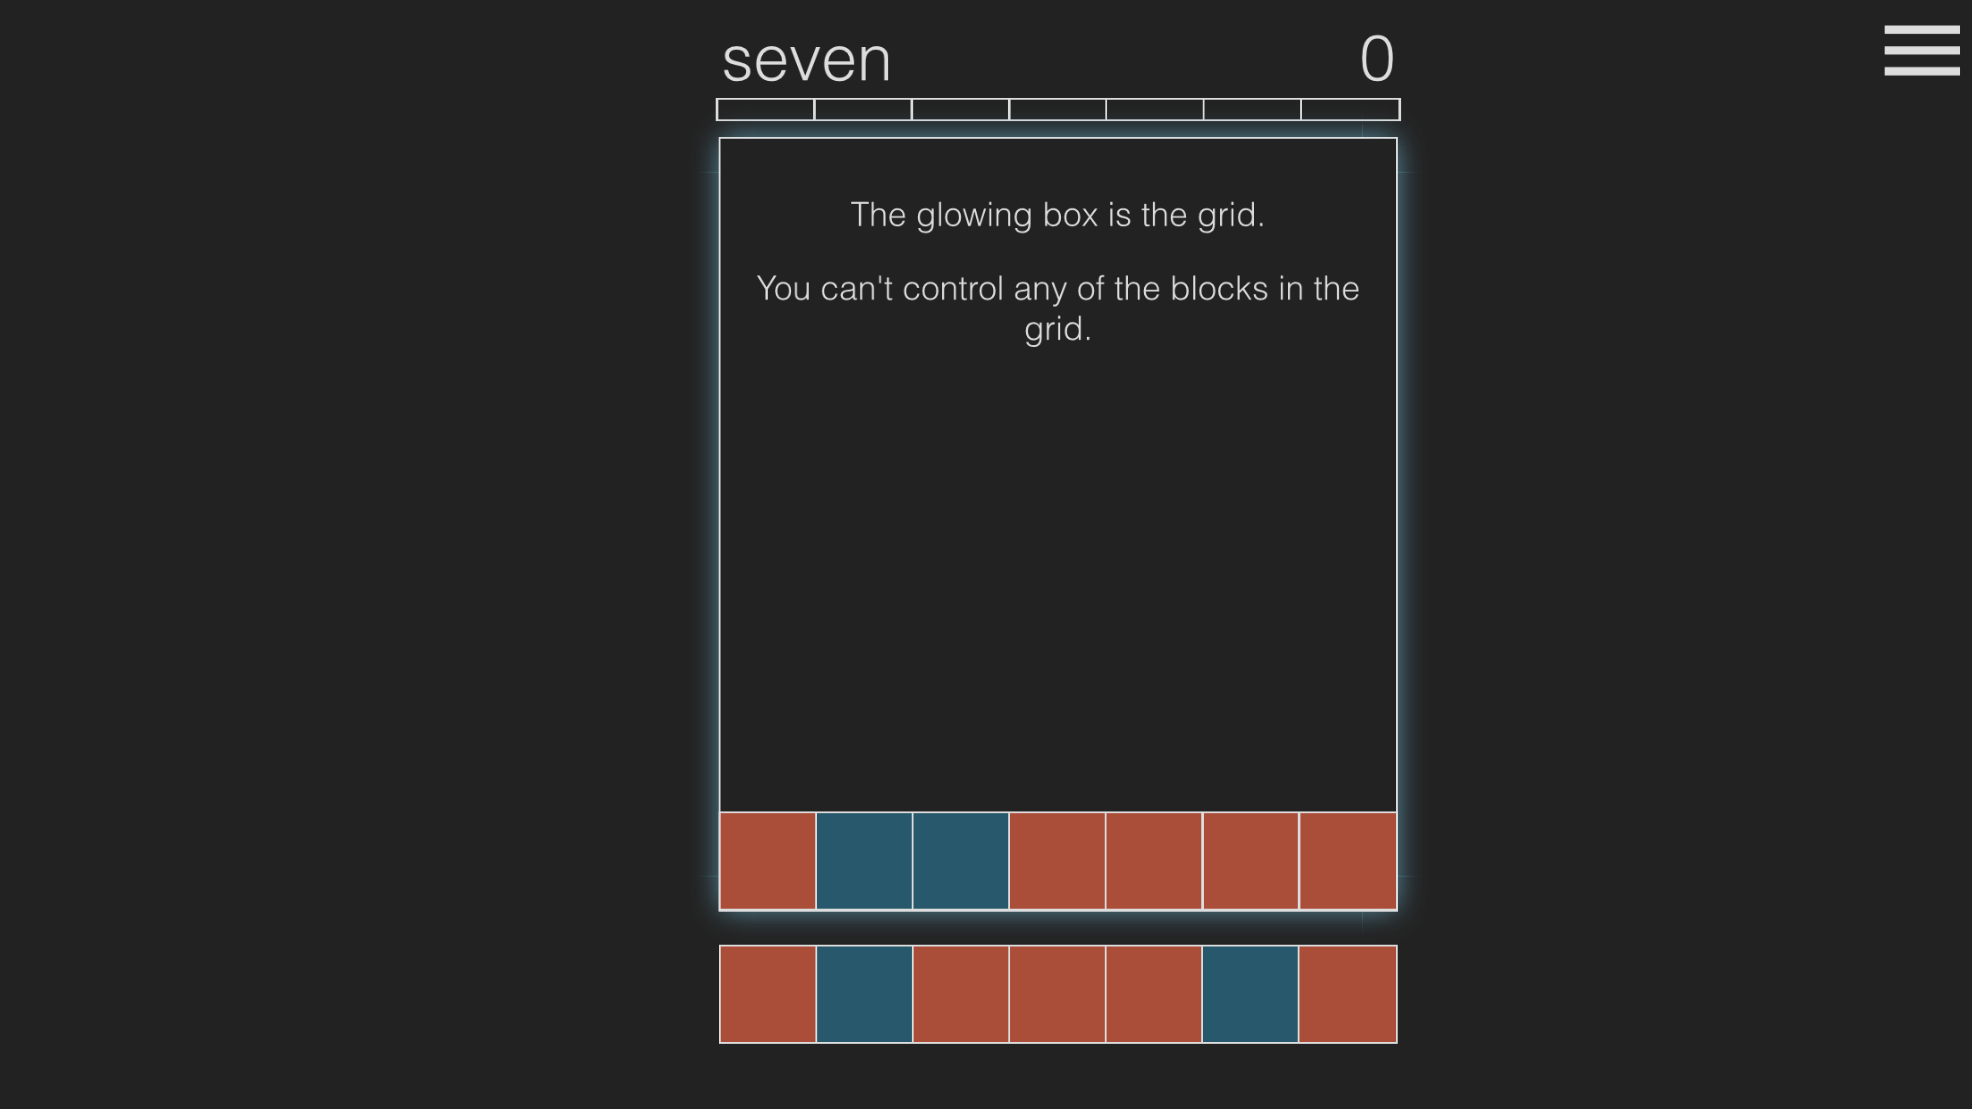 seven 0
The glowing box is the grid.
You can't control any of the blocks in the
grid.